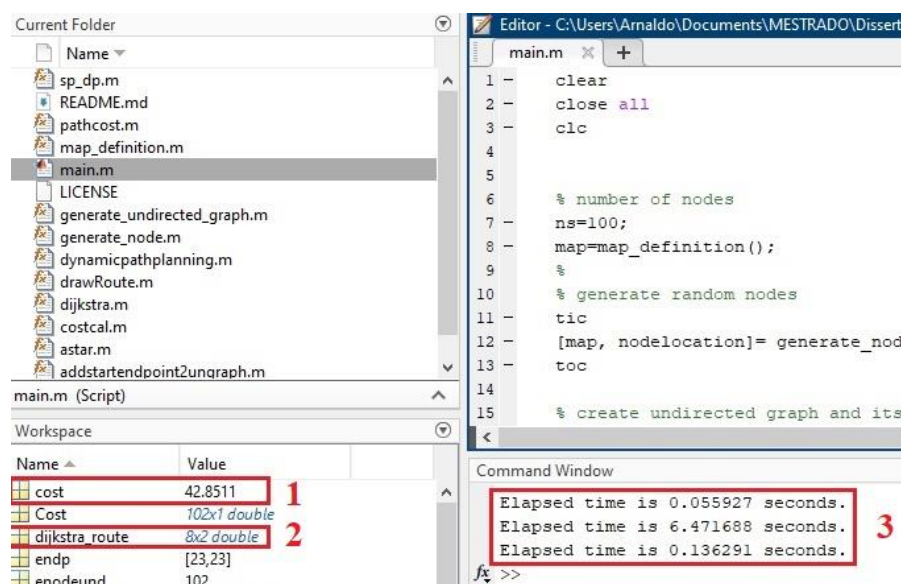 Current Folder
Name
sp_dp.m
README.md
pathcost.m
map_definition.m
main.m
LICENSE
generate_undirected_graph.m
generate_node.m
dynamicpathplanning.m
drawRoute.m
dijkstra.m
costcal.m
astar.m
addstartendpoint2ungraph.m
main.m (Script)
Workspace
Name Value
cost 42.8511 1
Cost 102x1 double
dijkstra_route 8x2 double 2
endp [23,23]
enodeund 102
Editor - C:\Users\Arnaldo\Documents\MESTRADO\Dissert
main.m × +
1 - clear
2 - close all
3 - clc
4
5
6 % number of nodes
7 - ns=100;
8 - map=map_definition();
9 %
10 % generate random nodes
11 - tic
12 - [map, nodelocation]= generate_nod
13 - toc
14
15 % create undirected graph and its
Command Window
Elapsed time is 0.055927 seconds.
Elapsed time is 6.471688 seconds. 3
Elapsed time is 0.136291 seconds.
fx >>